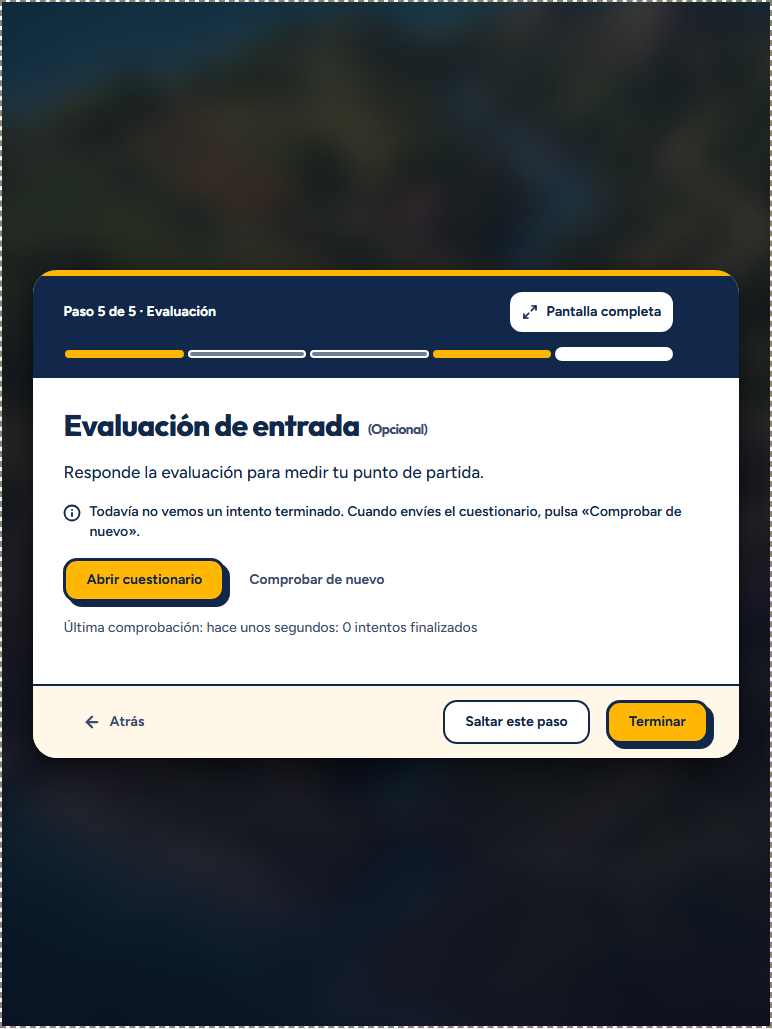 Paso 5 de 5 · Evaluación
Pantalla completa
Evaluación de entrada (Opcional)
Responde la evaluación para medir tu punto de partida.
Todavía no vemos un intento terminado. Cuando envíes el cuestionario, pulsa «Comprobar de
nuevo».
Abrir cuestionario
Comprobar de nuevo
Última comprobación: hace unos segundos: 0 intentos finalizados
Atrás
Saltar este paso
Terminar